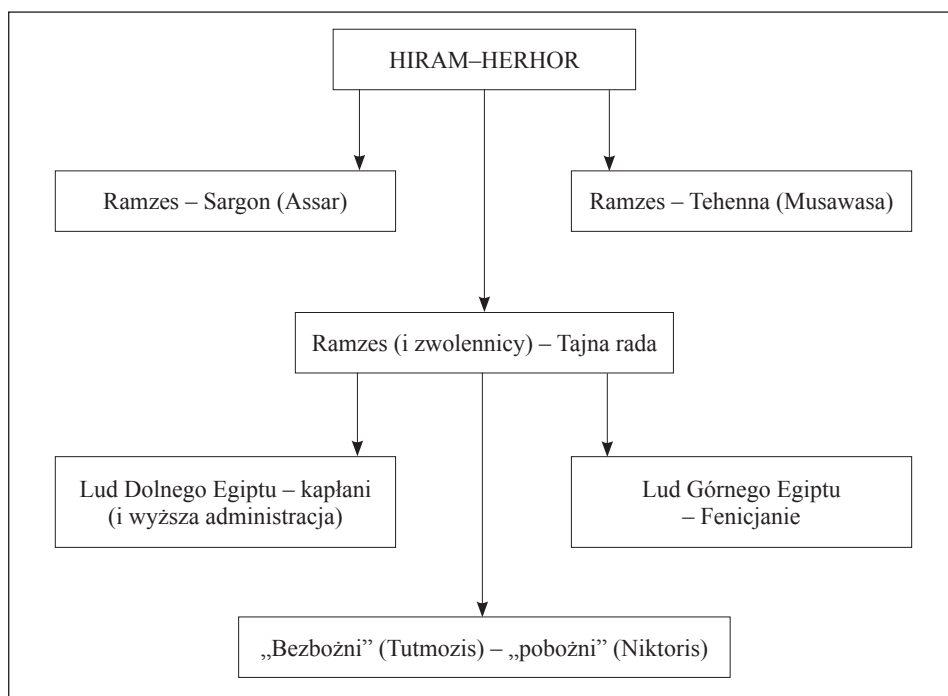 HIRAM–HERHOR
Ramzes – Sargon (Assar)
Ramzes – Tehenna (Musawasa)
Ramzes (i zwolennicy) – Tajna rada
Lud Dolnego Egiptu – kapłani
(i wyższa administracja)
Lud Górnego Egiptu
– Fenicjanie
„Bezbożni” (Tutmozis) – „pobożni” (Niktoris)